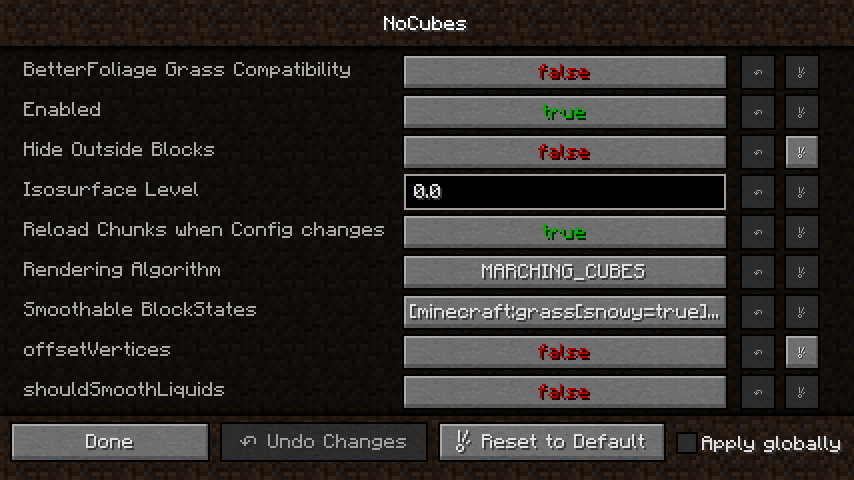 NoCubes
BetterFoliage Grass Compatibility false
Enabled true
Hide Outside Blocks false
Isosurface Level 0.0
Reload Chunks when Config changes true
Rendering Algorithm MARCHING_CUBES
Smoothable BlockStates [minecraft:grass[snowy=true]...
offsetVertices false
shouldSmoothLiquids false
Done Undo Changes Reset to Default Apply globally